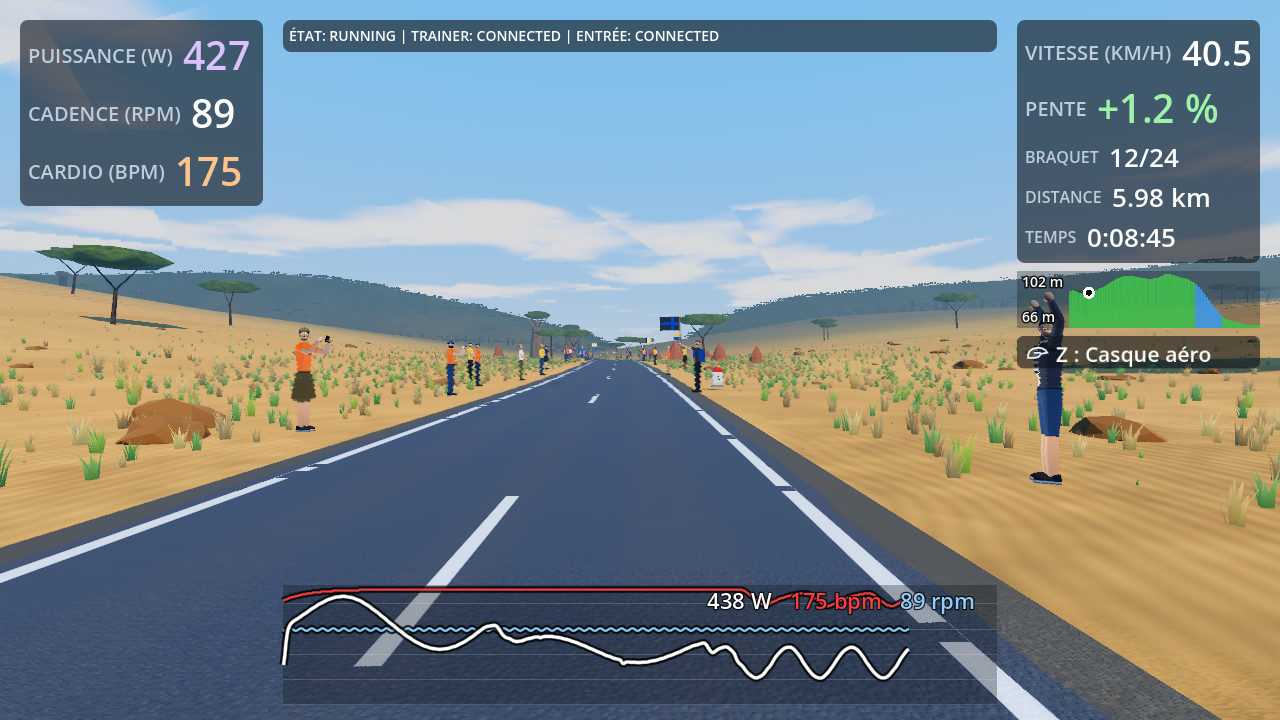 PUISSANCE (W) 427
CADENCE (RPM) 89
CARDIO (BPM) 175
ÉTAT: RUNNING | TRAINER: CONNECTED | ENTRÉE: CONNECTED
VITESSE (KM/H) 40.5
PENTE +1.2 %
BRAQUET 12/24
DISTANCE 5.98 km
TEMPS 0:08:45
102 m
66 m
Z : Casque aéro
438 W 175 bpm 89 rpm